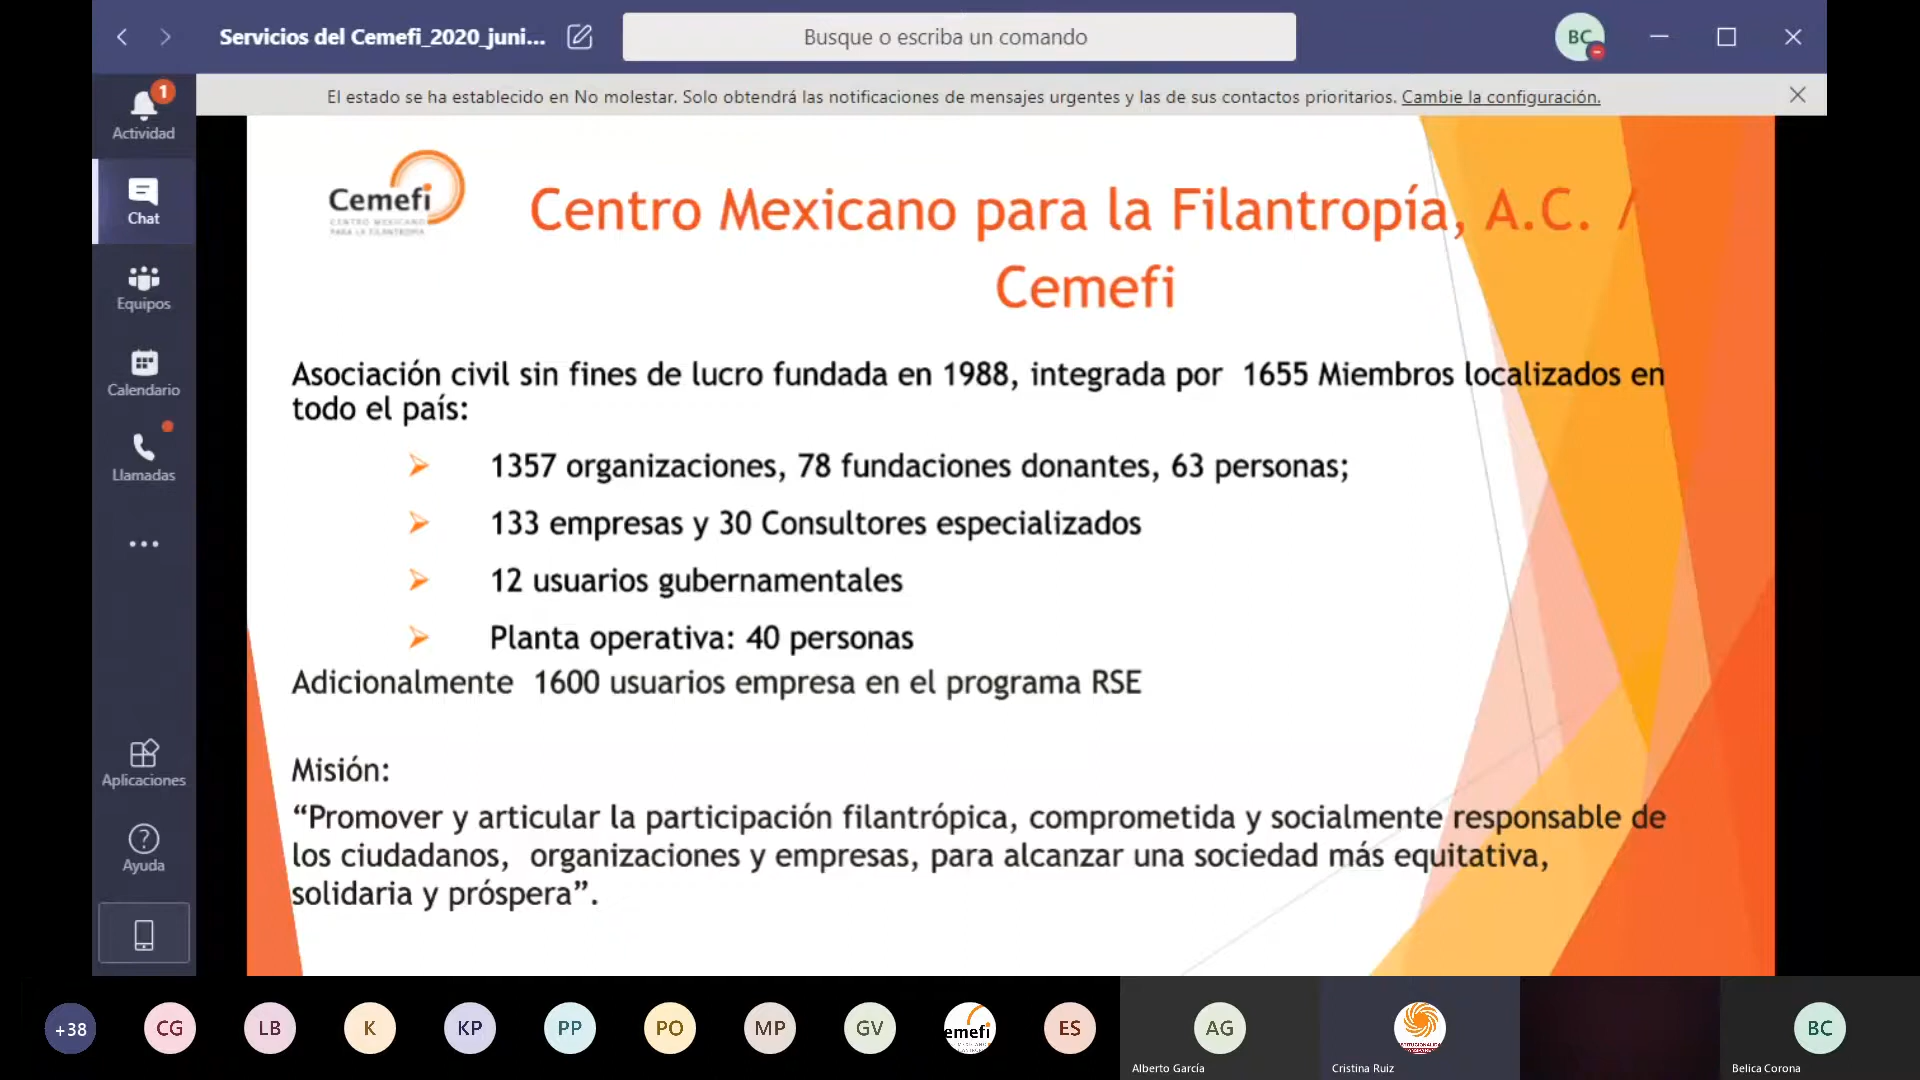 Servicios del Cemefi_2020_juni...
Busque o escriba un comando
BC
1
Actividad
El estado se ha establecido en No molestar. Solo obtendrá las notificaciones de mensajes urgentes y las de sus contactos prioritarios. Cambie la configuración.
Chat
Equipos
Calendario
Llamadas
Aplicaciones
Ayuda
Cemefi
CENTRO MEXICANO
PARA LA FILANTROPÍA
Centro Mexicano para la Filantropía, A.C. /
Cemefi
Asociación civil sin fines de lucro fundada en 1988, integrada por 1655 Miembros localizados en
todo el país:
1357 organizaciones, 78 fundaciones donantes, 63 personas;
133 empresas y 30 Consultores especializados
12 usuarios gubernamentales
Planta operativa: 40 personas
Adicionalmente 1600 usuarios empresa en el programa RSE
Misión:
“Promover y articular la participación filantrópica, comprometida y socialmente responsable de
los ciudadanos, organizaciones y empresas, para alcanzar una sociedad más equitativa,
solidaria y próspera”.
+38
CG
LB
K
KP
PP
PO
MP
GV
emefi
ES
AG
BC
Alberto García
Cristina Ruiz
Belica Corona